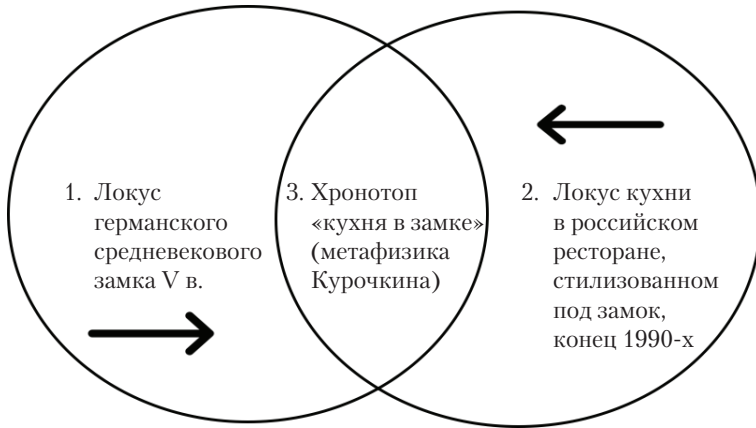 1. Локус
германского
средневекового
замка V в.
3. Хронотоп
«кухня в замке»
(метафизика
Курочкина)
2. Локус кухни
в российском
ресторане,
стилизованном
под замок,
конец 1990-х